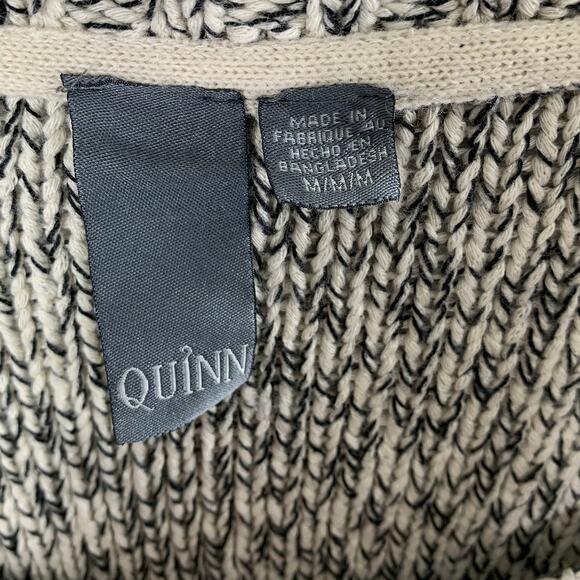 QUINN
MADE IN
FABRIQUE AU
HECHO EN
BANGLADESH
M/M/M